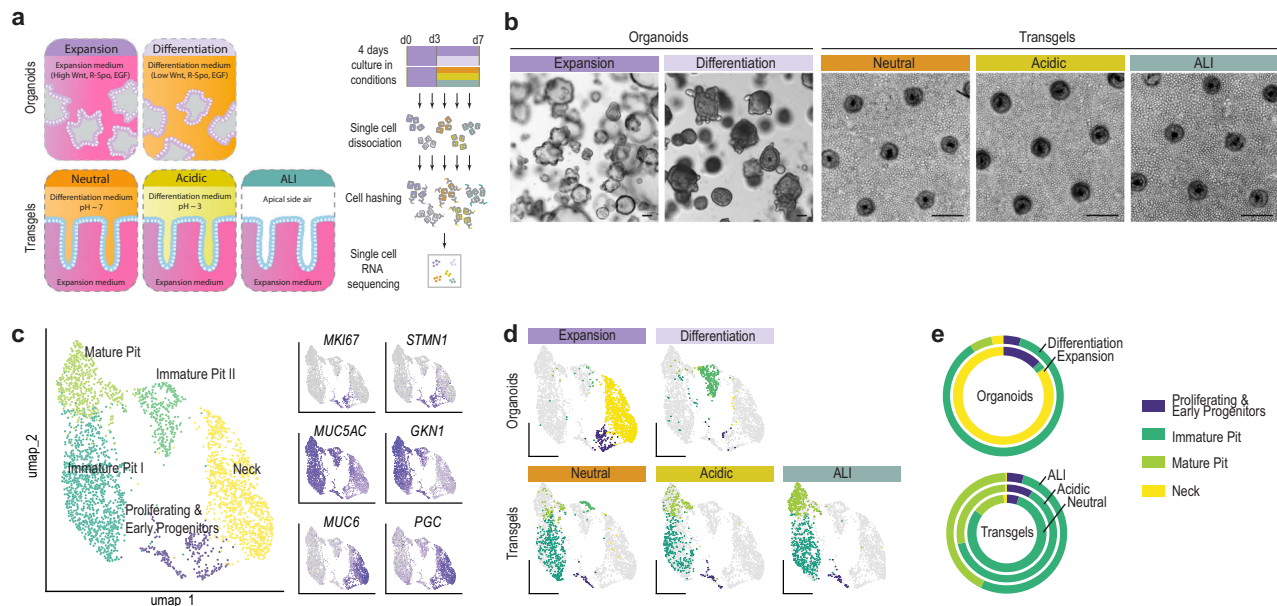 a
Organoids
Expansion
Expansion medium
(High Wnt, R-Spo, EGF)
Differentiation
Differentiation medium
(Low Wnt, R-Spo, EGF)
Transgels
Neutral
Differentiation medium
pH ~ 7
Expansion medium
Acidic
Differentiation medium
pH ~ 3
Expansion medium
ALI
Apical side air
Expansion medium
d0
d3
d7
4 days
culture in
conditions
Single cell
dissociation
Cell hashing
Single cell
RNA
sequencing
b
Organoids
Transgels
Expansion
Differentiation
Neutral
Acidic
ALI
c
umap_2
umap_1
Mature Pit
Immature Pit II
Immature Pit I
Neck
Proliferating &
Early Progenitors
MKI67
STMN1
MUC5AC
GKN1
MUC6
PGC
d
Organoids
Expansion
Differentiation
Transgels
Neutral
Acidic
ALI
e
Differentiation
Expansion
Organoids
ALI
Acidic
Neutral
Transgels
Proliferating &
Early Progenitors
Immature Pit
Mature Pit
Neck